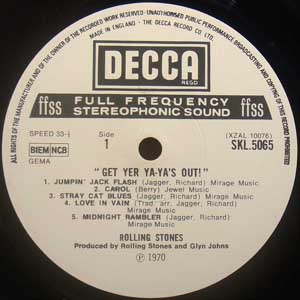 ALL RIGHTS OF THE MANUFACTURER AND OF THE OWNER OF THE RECORDED WORK RESERVED. UNAUTHORISED PUBLIC PERFORMANCE BROADCASTING AND COPYING OF THIS RECORD PROHIBITED
MADE IN ENGLAND. THE DECCA RECORD CO. LTD.
DECCA
REGD
ffss FULL FREQUENCY ffss
STEREOPHONIC SOUND
SPEED 33⅓
Side
1
(XZAL 10076)
SKL.5065
BIEM NCB
GEMA
"GET YER YA-YA'S OUT!"
1. JUMPIN' JACK FLASH (Jagger, Richard) Mirage Music
2. CAROL (Berry) Jewel Music
3. STRAY CAT BLUES (Jagger, Richard) Mirage Music
4. LOVE IN VAIN (Trad: arr. Jagger, Richard)
Mirage Music
5. MIDNIGHT RAMBLER (Jagger, Richard)
Mirage Music
ROLLING STONES
Produced by Rolling Stones and Glyn Johns
℗ 1970